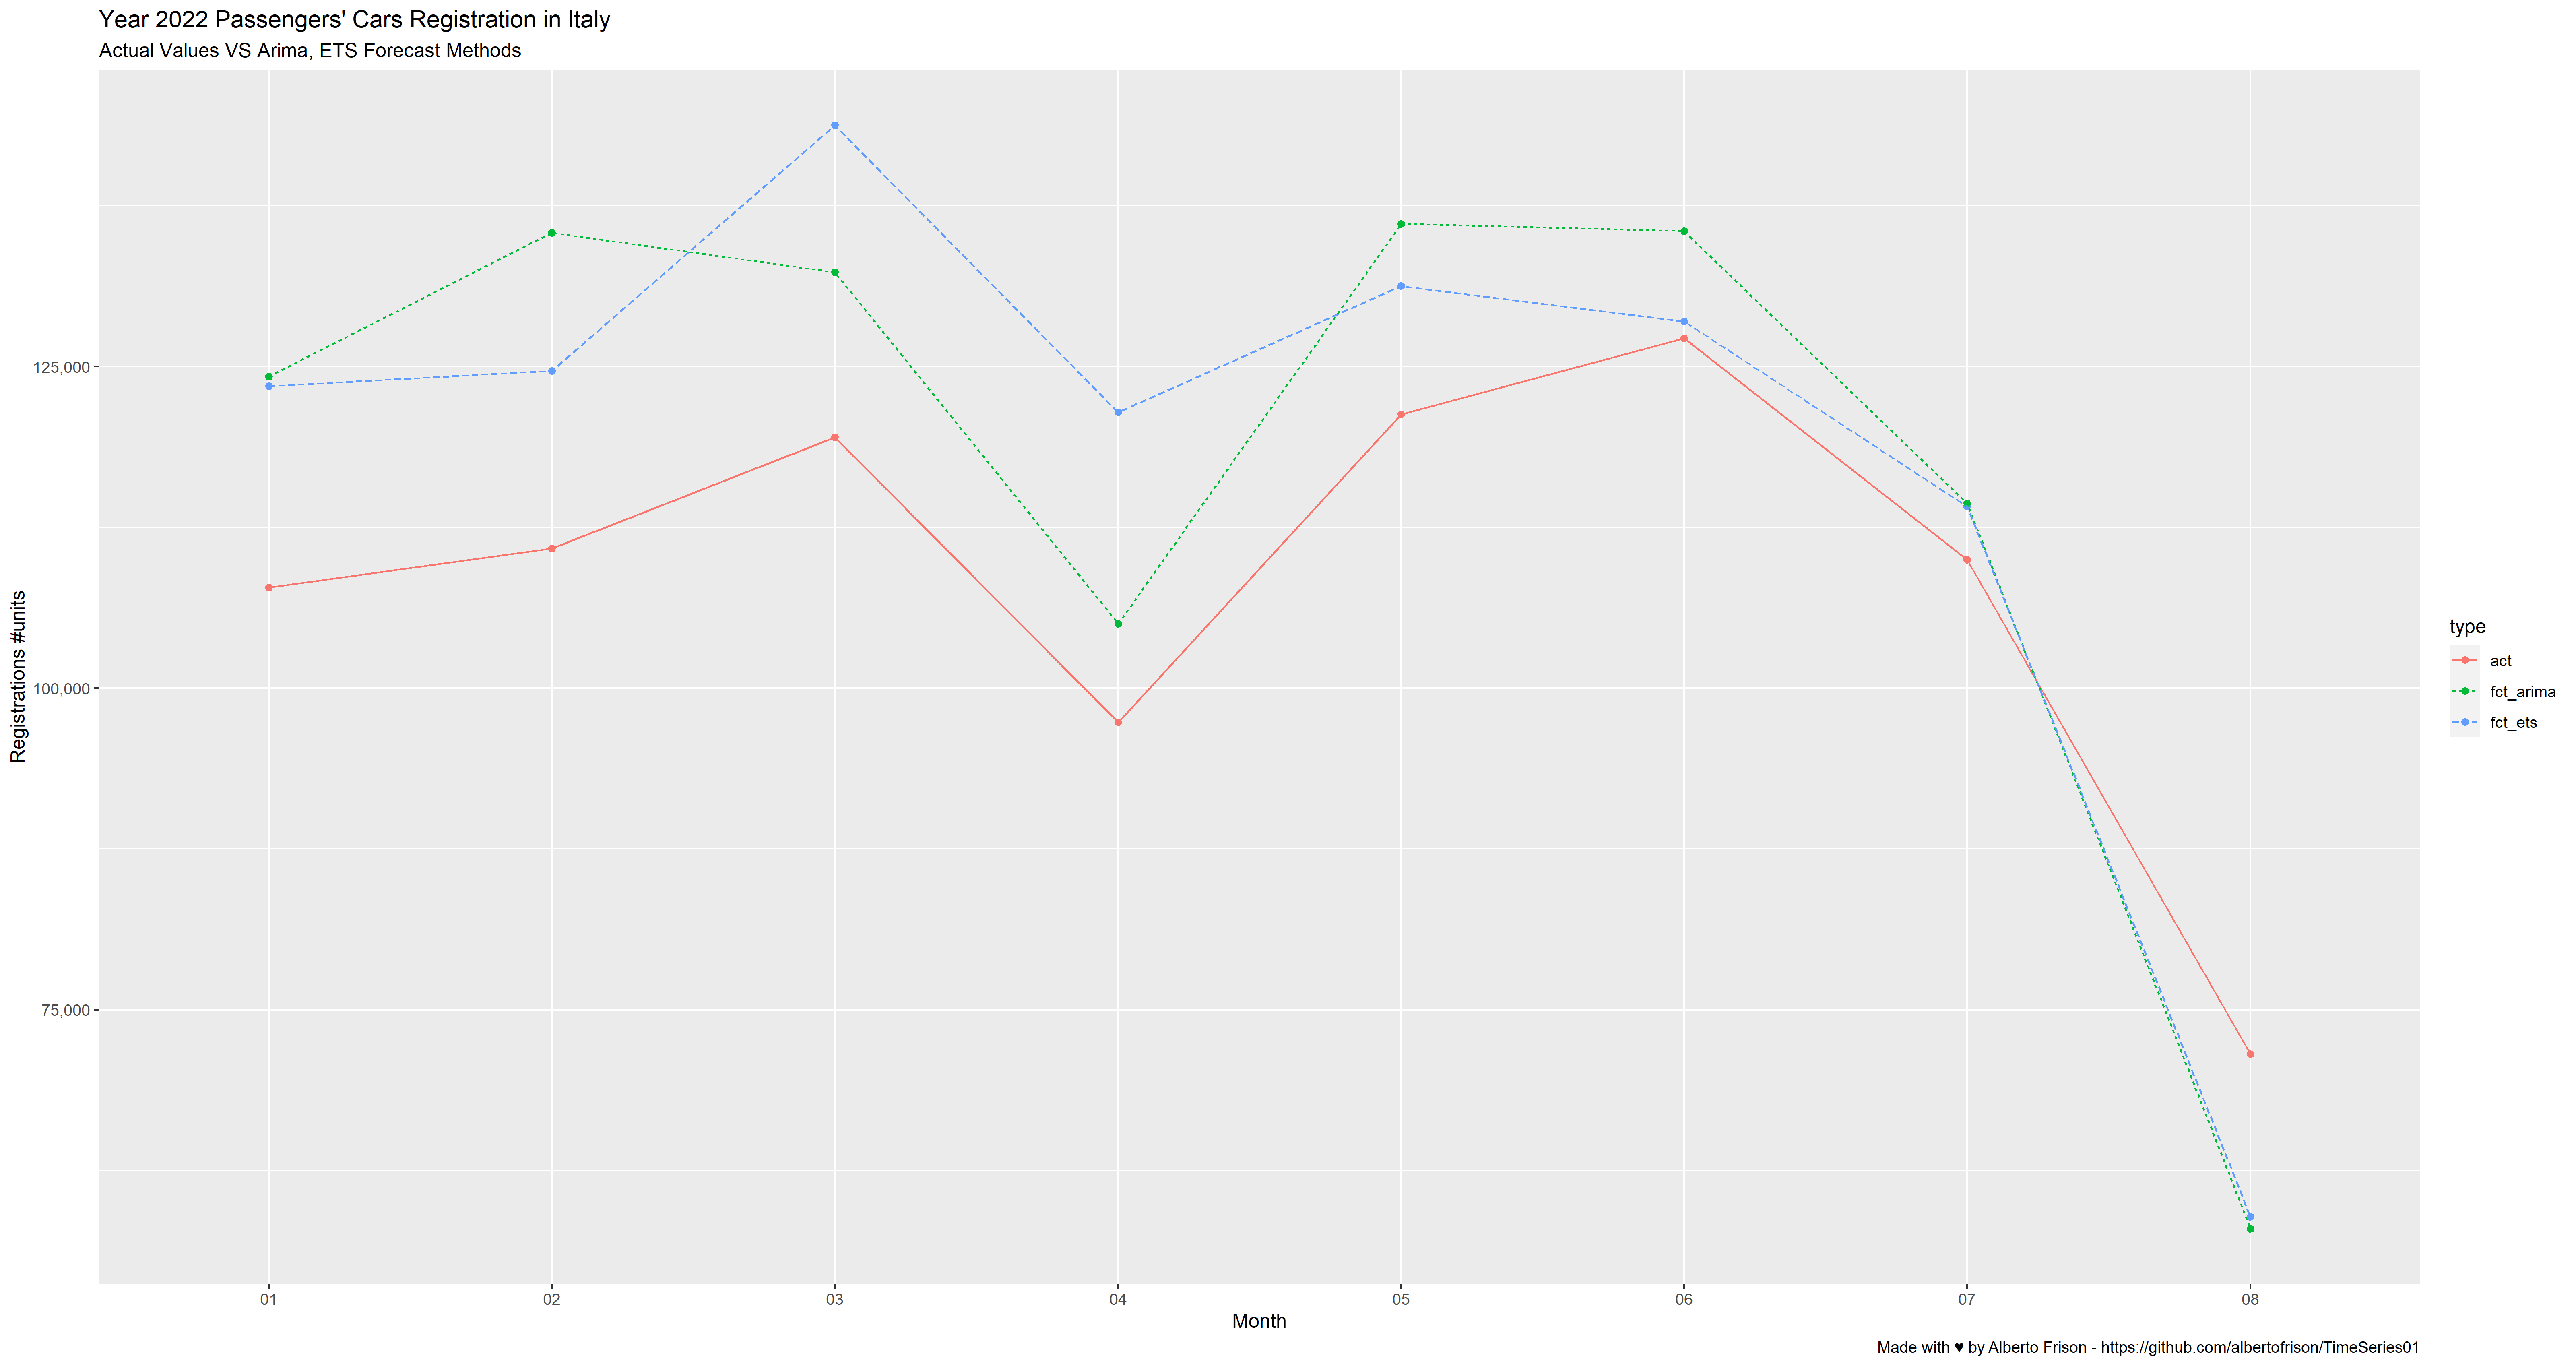 Year 2022 Passengers' Cars Registration in Italy
Actual Values VS Arima, ETS Forecast Methods
Registrations #units
125,000
100,000
75,000
01 02 03 04 05 06 07 08
Month
type
act
fct_arima
fct_ets
Made with ♥ by Alberto Frison - https://github.com/albertofrison/TimeSeries01